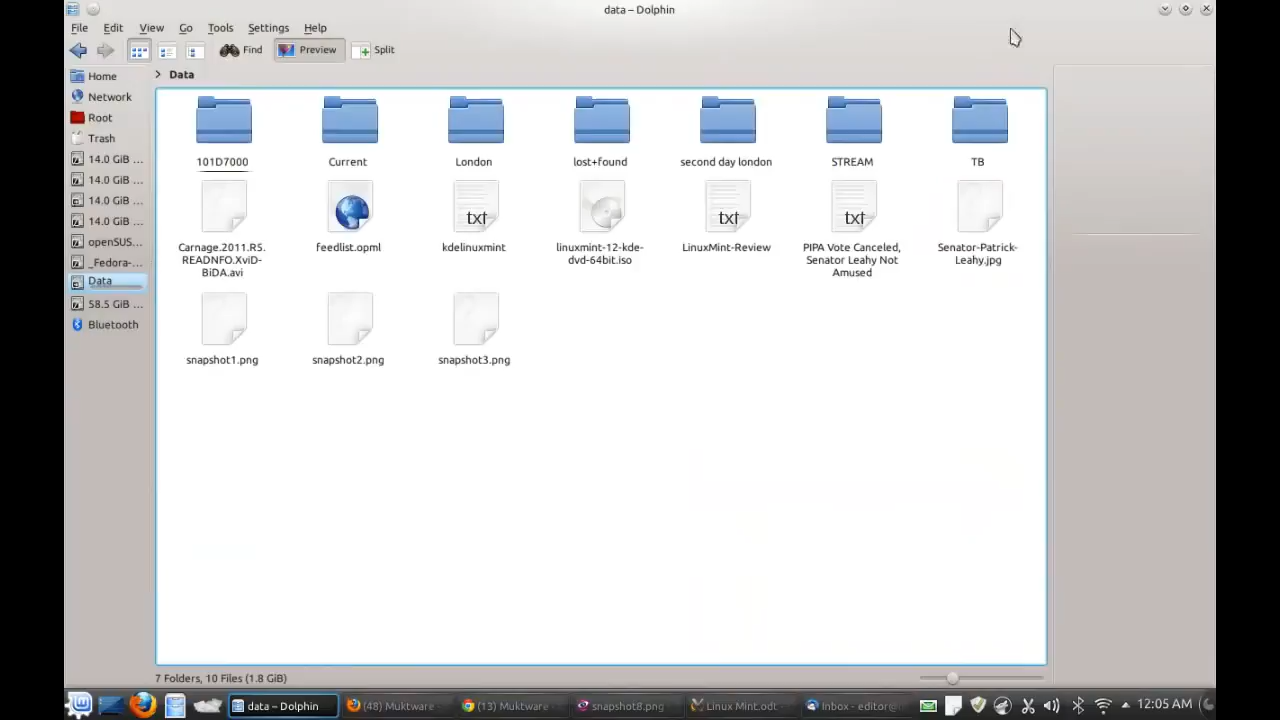 data – Dolphin
File Edit View Go Tools Settings Help
Find Preview Split
Home
Network
Root
Trash
14.0 GiB ...
14.0 GiB ...
14.0 GiB ...
14.0 GiB ...
openSUS...
_Fedora-...
Data
58.5 GiB ...
Bluetooth
Data
101D7000 Current London lost+found second day london STREAM TB
txt txt txt
Carnage.2011.R5.READNFO.XviD-BiDA.avi
feedlist.opml
kdelinuxmint
linuxmint-12-kde-dvd-64bit.iso
LinuxMint-Review
PIPA Vote Canceled, Senator Leahy Not Amused
Senator-Patrick-Leahy.jpg
snapshot1.png snapshot2.png snapshot3.png
7 Folders, 10 Files (1.8 GiB)
data – Dolphin (48) Muktware (13) Muktware snapshot8.png Linux Mint.odt Inbox - editor@ 12:05 AM